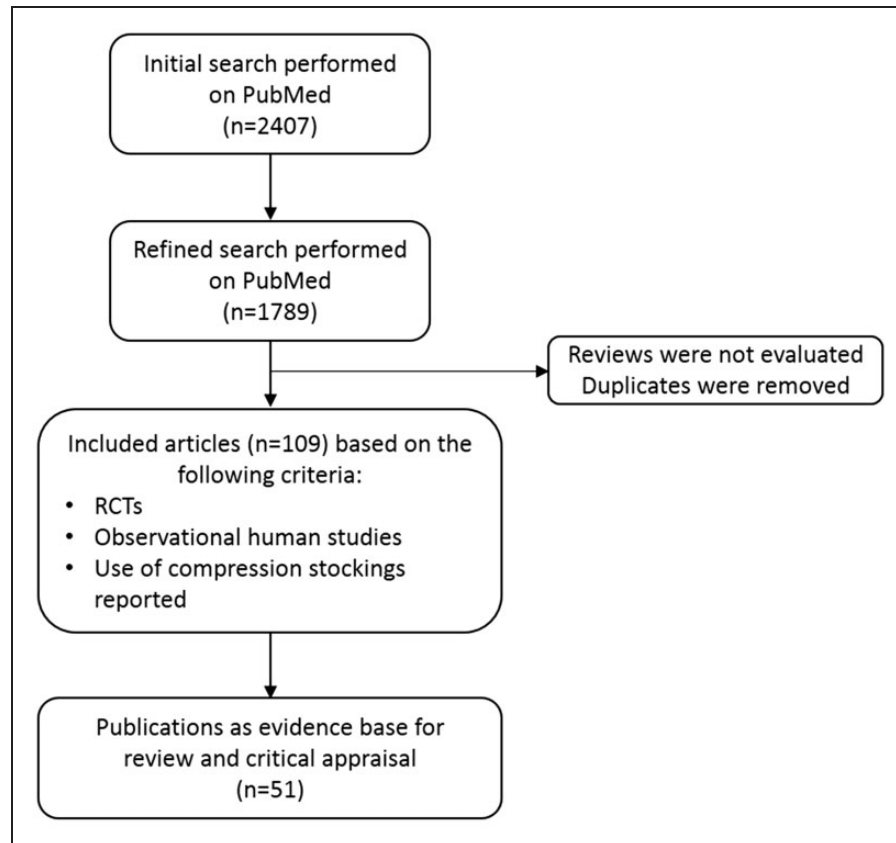 Initial search performed
on PubMed
(n=2407)
Refined search performed
on PubMed
(n=1789)
Reviews were not evaluated
Duplicates were removed
Included articles (n=109) based on the
following criteria:
• RCTs
• Observational human studies
• Use of compression stockings
reported
Publications as evidence base for
review and critical appraisal
(n=51)